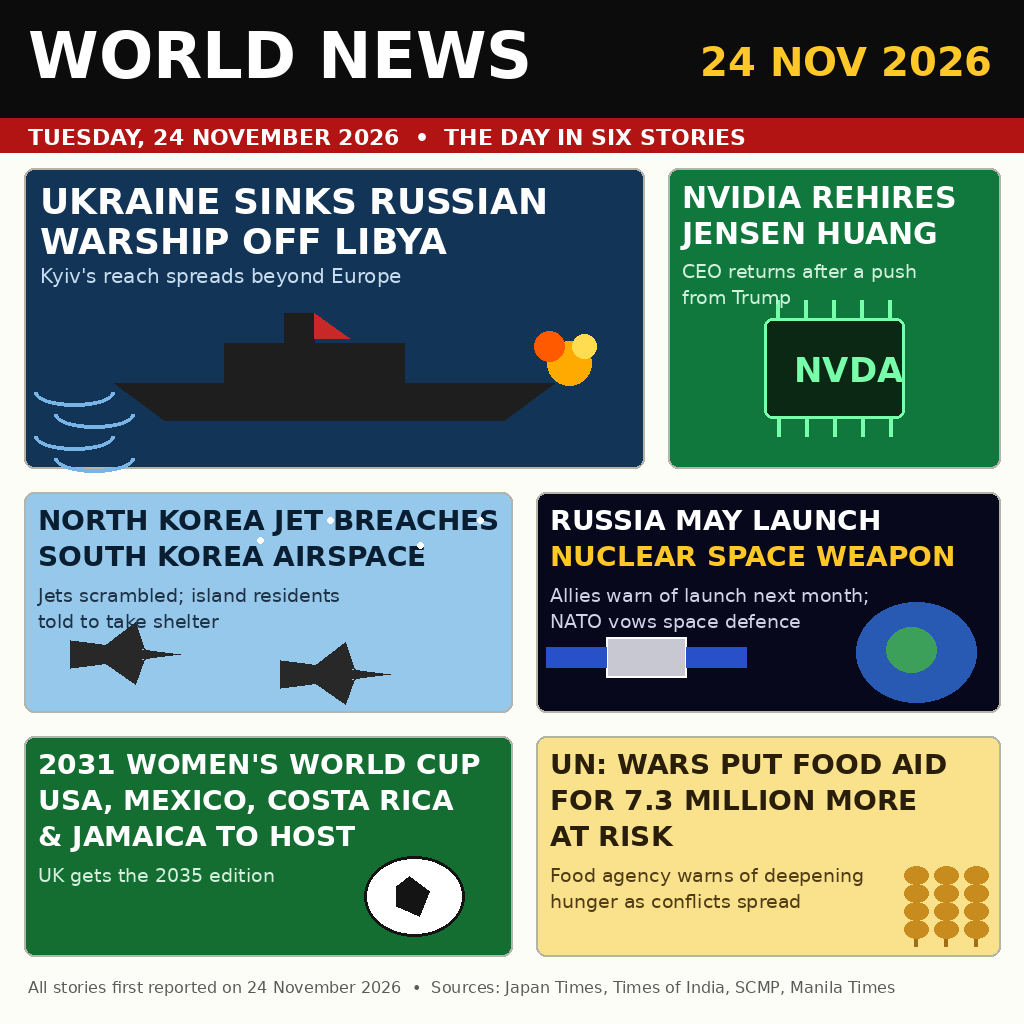 WORLD NEWS
24 NOV 2026
TUESDAY, 24 NOVEMBER 2026 • THE DAY IN SIX STORIES
UKRAINE SINKS RUSSIAN
WARSHIP OFF LIBYA
Kyiv's reach spreads beyond Europe
NVIDIA REHIRES
JENSEN HUANG
CEO returns after a push
from Trump
NVDA
NORTH KOREA JET BREACHES
SOUTH KOREA AIRSPACE
Jets scrambled; island residents
told to take shelter
RUSSIA MAY LAUNCH
NUCLEAR SPACE WEAPON
Allies warn of launch next month;
NATO vows space defence
2031 WOMEN'S WORLD CUP
USA, MEXICO, COSTA RICA
& JAMAICA TO HOST
UK gets the 2035 edition
UN: WARS PUT FOOD AID
FOR 7.3 MILLION MORE
AT RISK
Food agency warns of deepening
hunger as conflicts spread
All stories first reported on 24 November 2026 • Sources: Japan Times, Times of India, SCMP, Manila Times